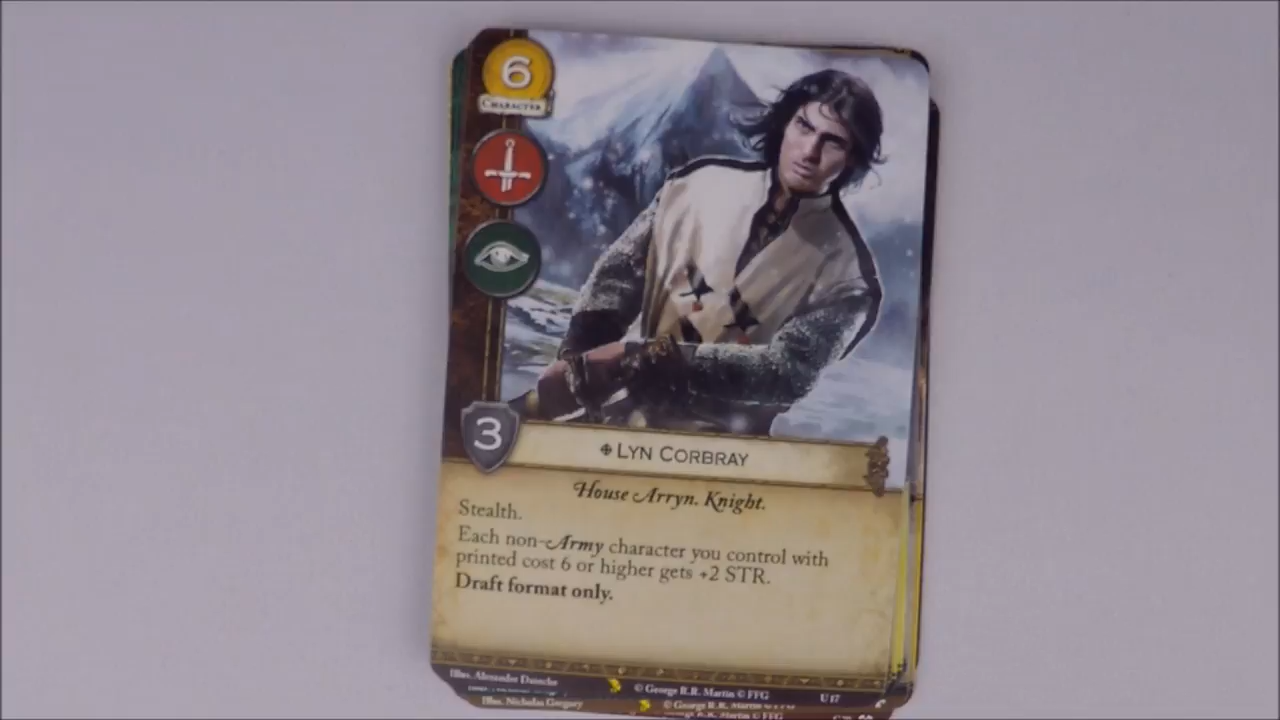 6
CHARACTER
3
LYN CORBRAY
House Arryn. Knight.
Stealth.
Each non-Army character you control with
printed cost 6 or higher gets +2 STR.
Draft format only.
Illus. Alexandre Dainche
© George R.R. Martin © FFG
U 17
Illus. Nicholas Gregory
© George R.R. Martin © FFG